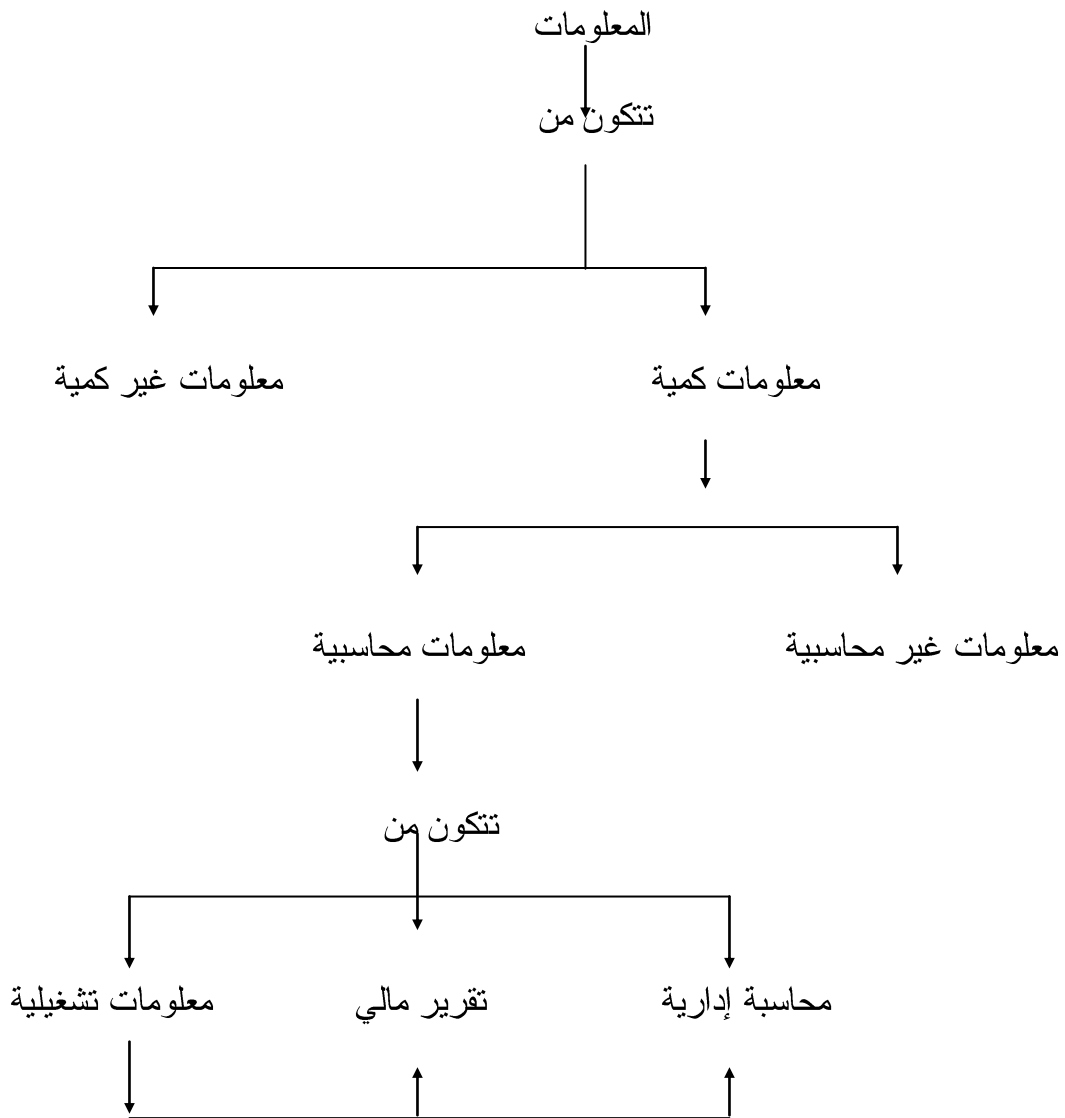 المعلومات
تتكون من
معلومات كمية
معلومات غير كمية
معلومات غير محاسبية
معلومات محاسبية
تتكون من
محاسبة إدارية
تقرير مالي
معلومات تشغيلية